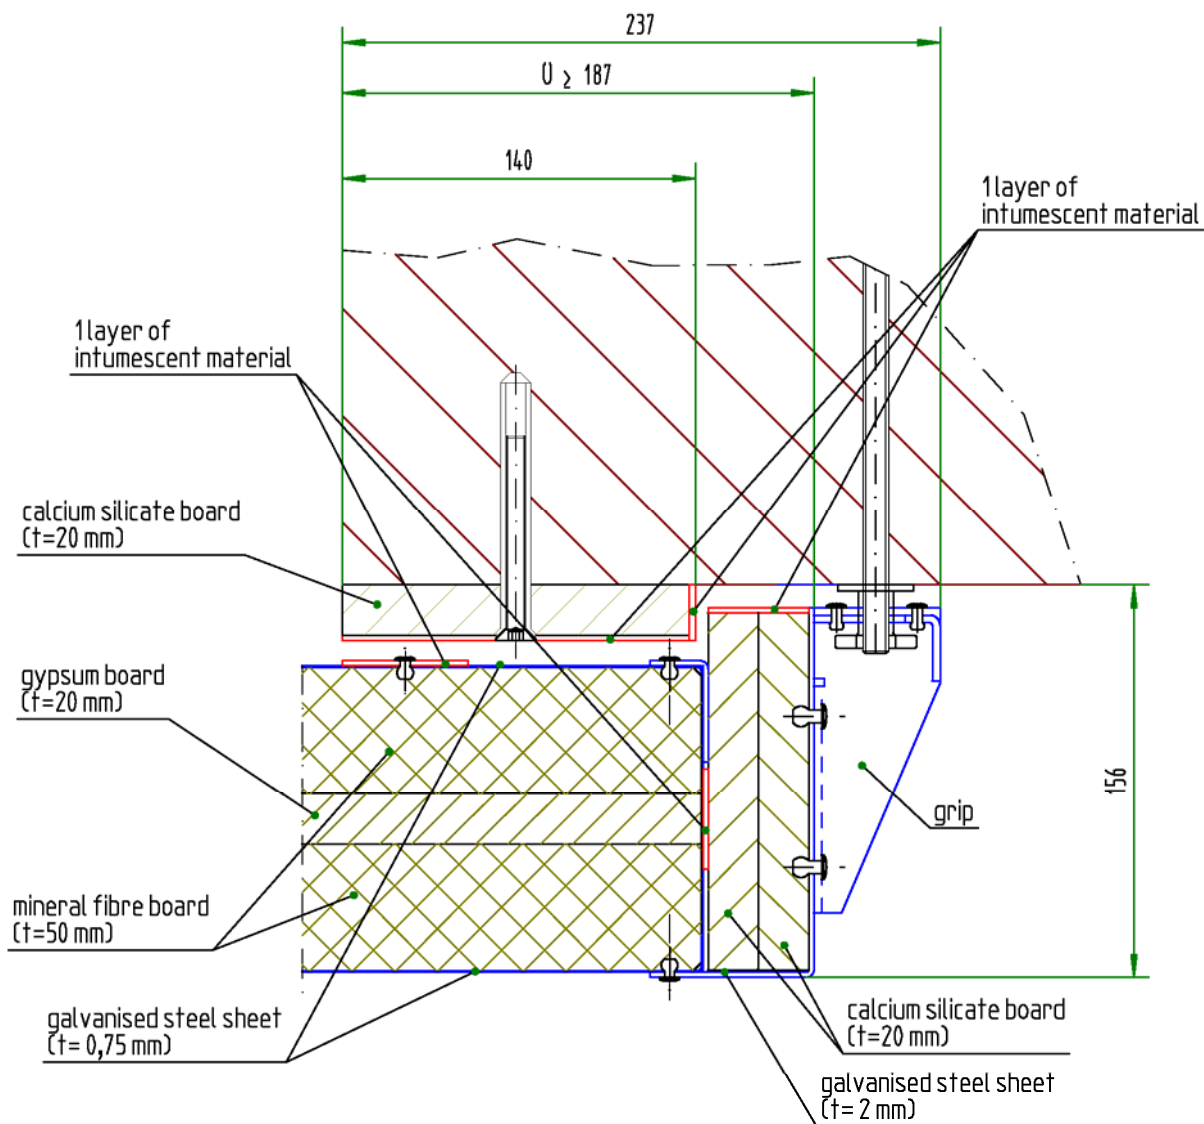 237
Ü ≥ 187
140
1 layer of
intumescent material
1 layer of
intumescent material
calcium silicate board
(t=20 mm)
gypsum board
(t=20 mm)
156
grip
mineral fibre board
(t=50 mm)
galvanised steel sheet
(t= 0,75 mm)
calcium silicate board
(t=20 mm)
galvanised steel sheet
(t= 2 mm)